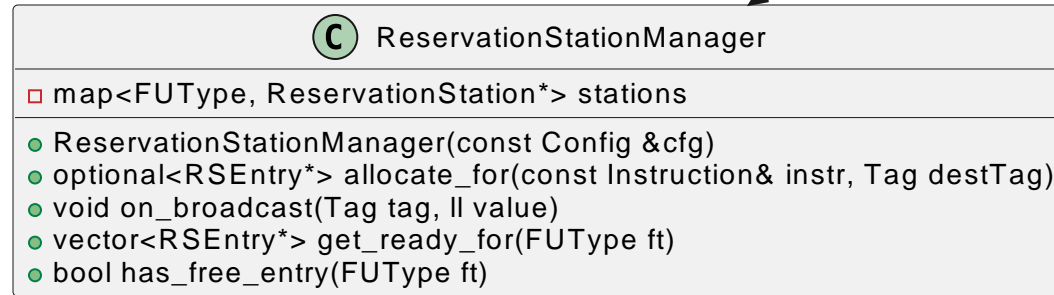 C ReservationStationManager
map<FUType, ReservationStation*> stations
ReservationStationManager(const Config &cfg)
optional<RSEntry*> allocate_for(const Instruction& instr, Tag destTag)
void on_broadcast(Tag tag, ll value)
vector<RSEntry*> get_ready_for(FUType ft)
bool has_free_entry(FUType ft)